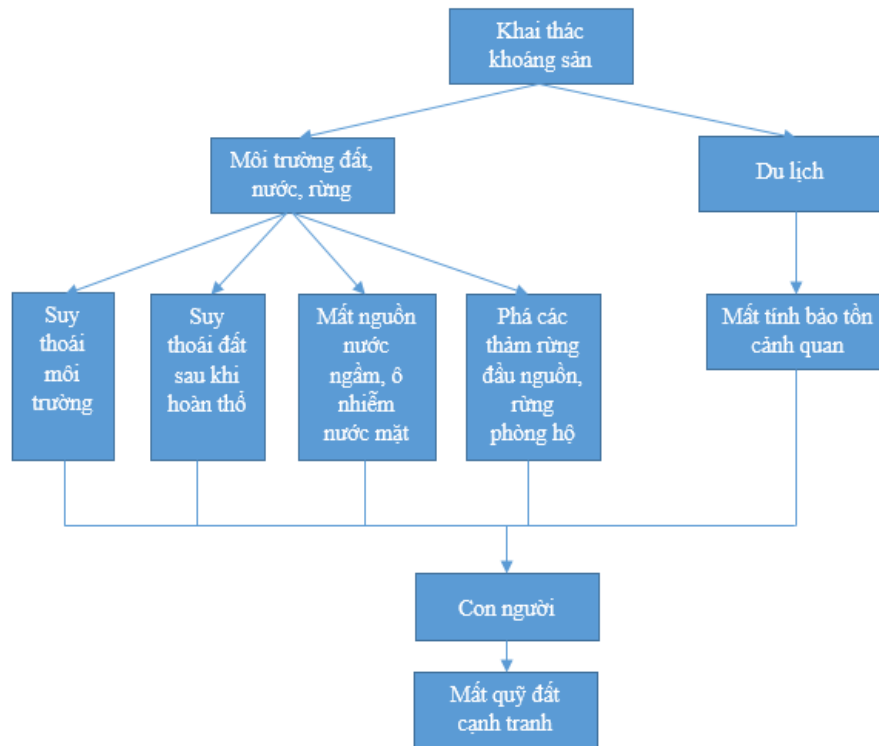 Khai thác
khoáng sản
Môi trường đất,
nước, rừng
Du lịch
Suy
thoái
môi
trường
Suy
thoái đất
sau khi
hoàn thổ
Mất nguồn
nước
ngầm, ô
nhiễm
nước mặt
Phá các
thảm rừng
đầu nguồn,
rừng
phòng hộ
Mất tính bảo tồn
cảnh quan
Con người
Mất quỹ đất
cạnh tranh